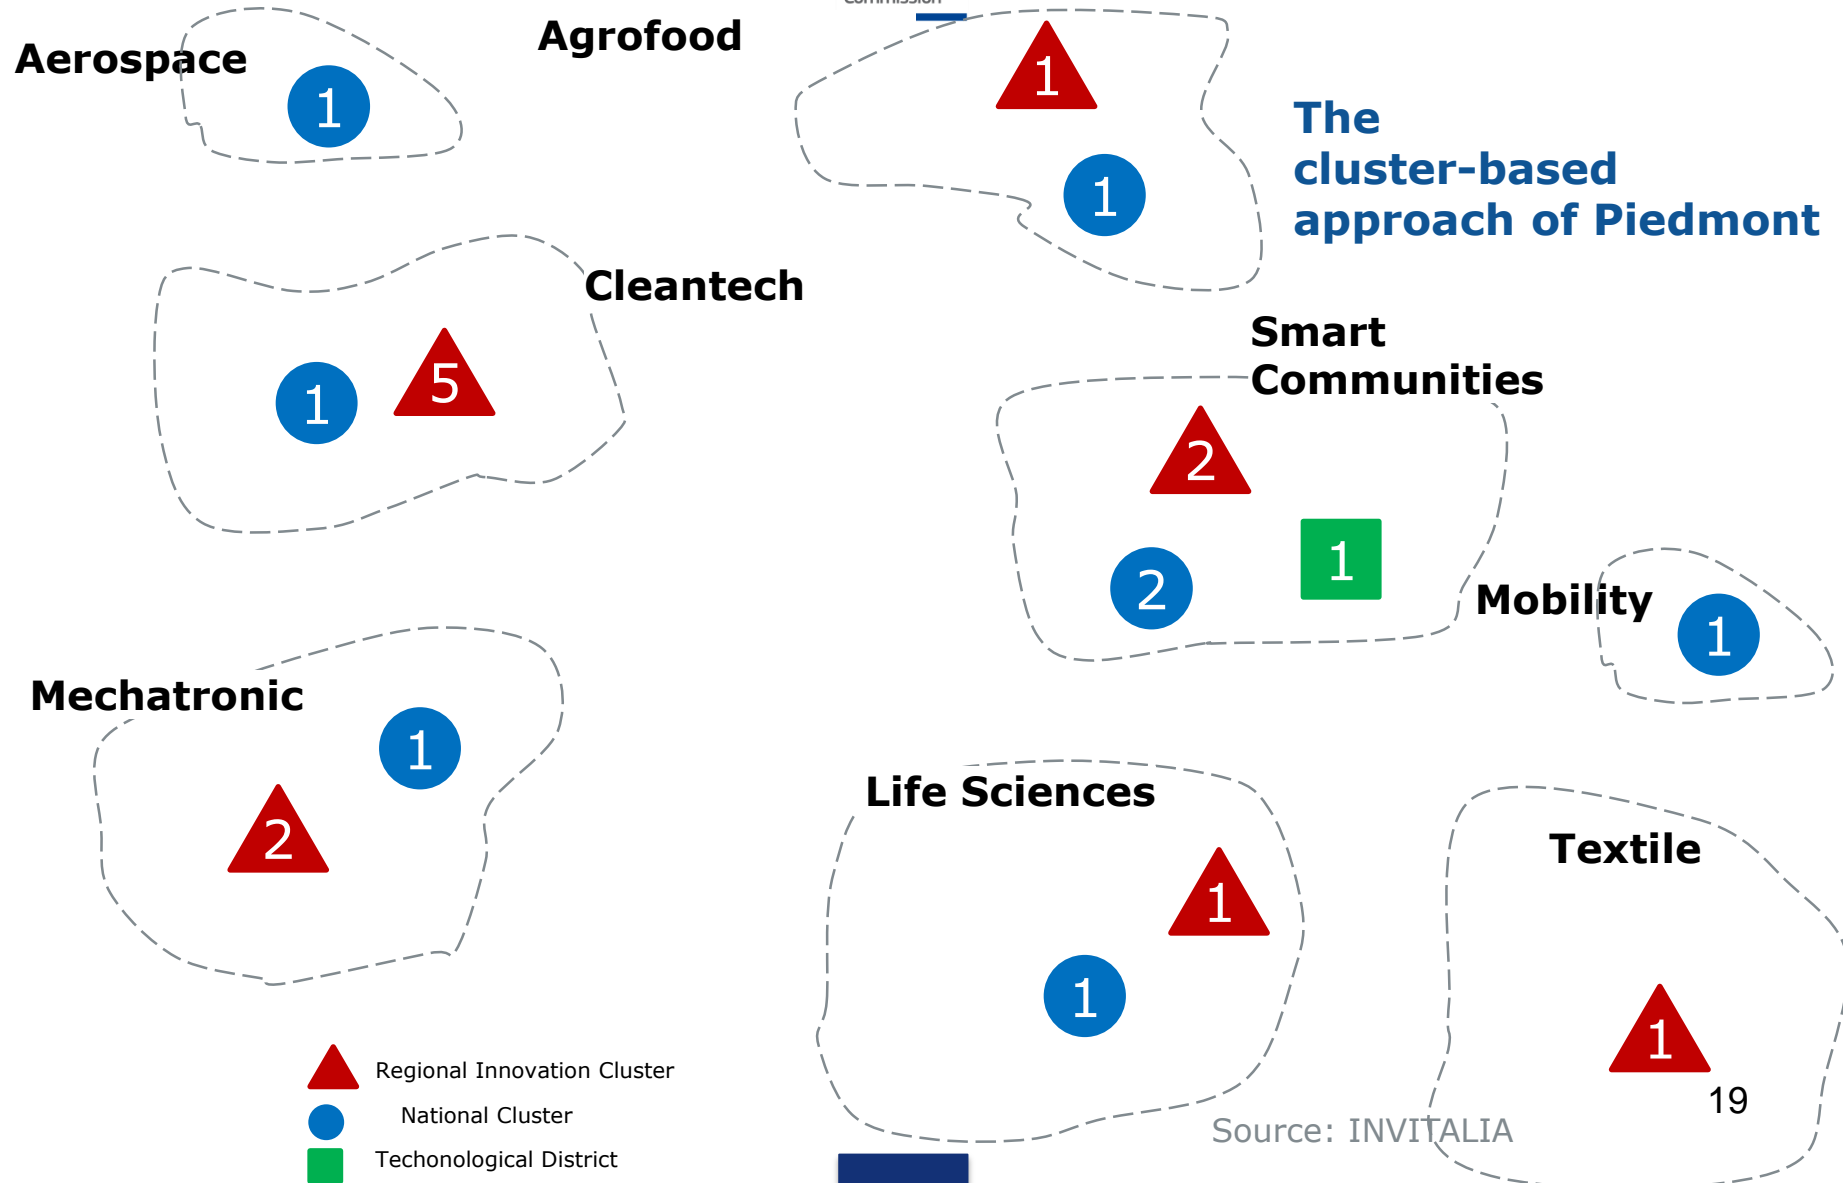 Commission
Aerospace
1
Agrofood
1
1
The
cluster-based
approach of Piedmont
Cleantech
1
5
Smart
Communities
2
2
1
Mobility
1
Mechatronic
1
2
Life Sciences
1
1
Textile
1
Regional Innovation Cluster
National Cluster
Techonological District
Source: INVITALIA
19